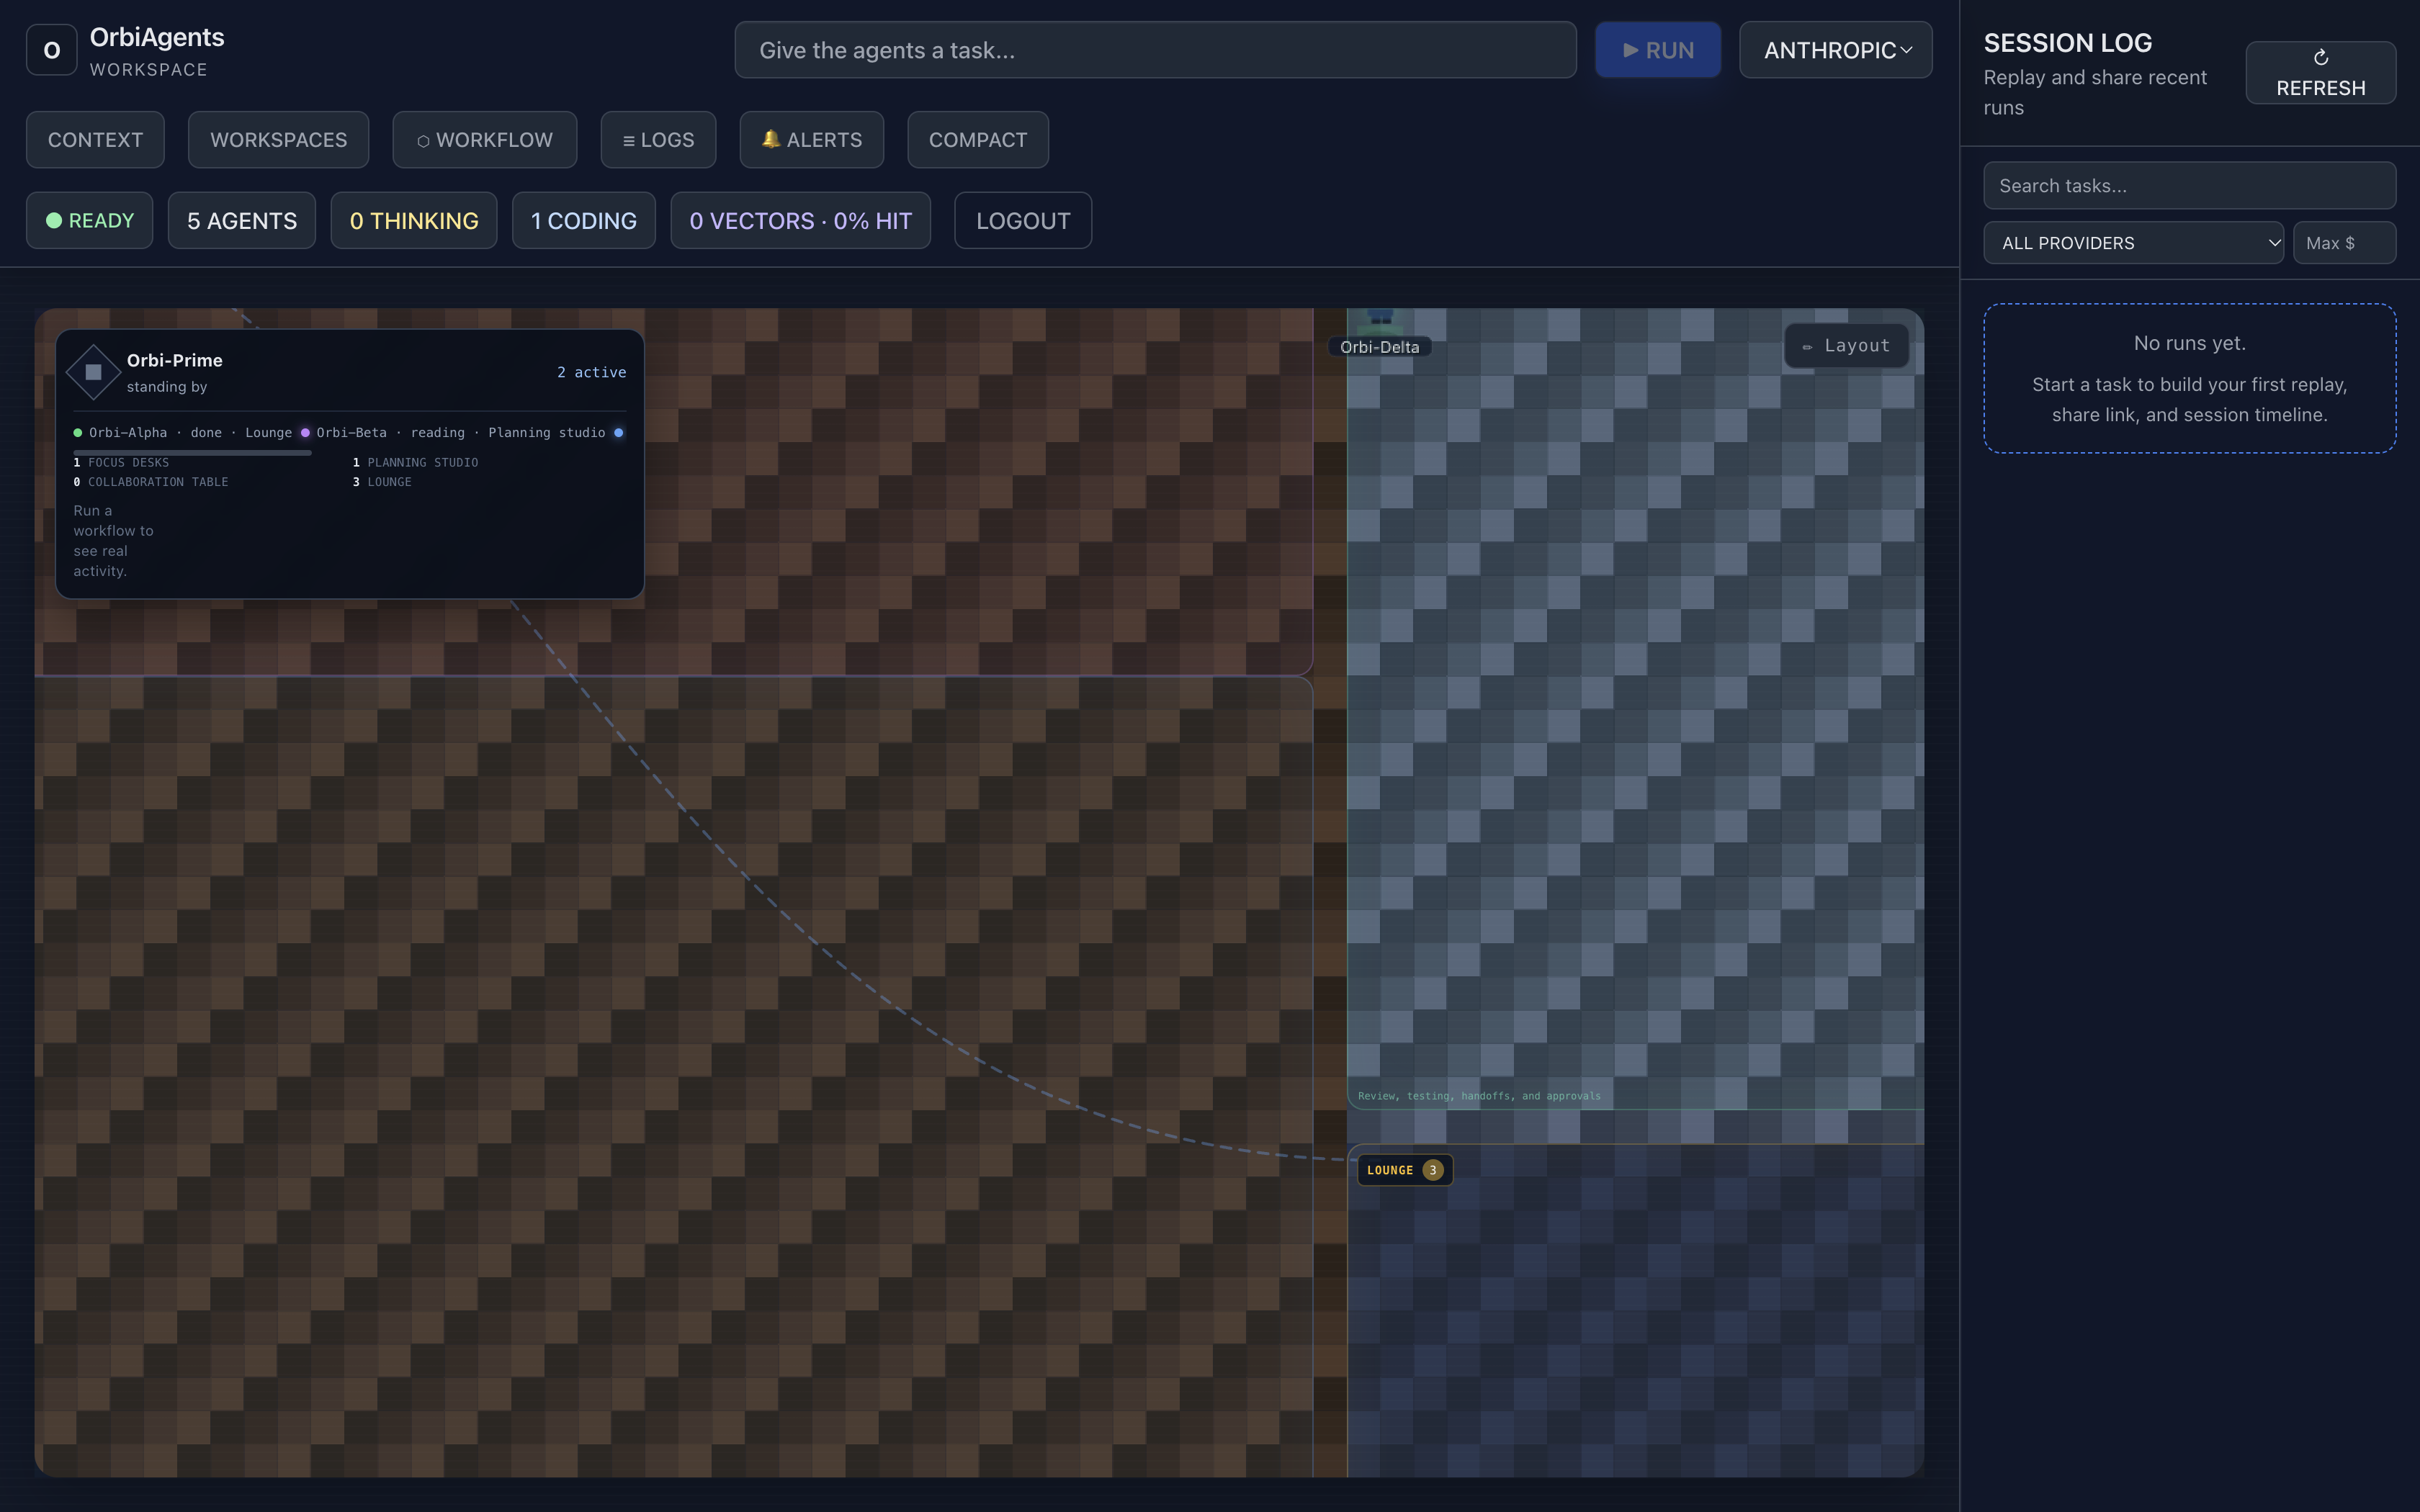 O
OrbiAgents
WORKSPACE
Give the agents a task...
▶ RUN
ANTHROPIC
CONTEXT
WORKSPACES
⬡ WORKFLOW
≡ LOGS
🔔 ALERTS
COMPACT
READY
5 AGENTS
0 THINKING
1 CODING
0 VECTORS · 0% HIT
LOGOUT
Orbi-Prime
standing by
2 active
Orbi-Alpha · done · Lounge
Orbi-Beta · reading · Planning studio
1 FOCUS DESKS
1 PLANNING STUDIO
0 COLLABORATION TABLE
3 LOUNGE
Run a
workflow to
see real
activity.
Orbi-Delta
✏ Layout
Review, testing, handoffs, and approvals
LOUNGE 3
SESSION LOG
Replay and share recent
runs
↻
REFRESH
Search tasks...
ALL PROVIDERS
Max $
No runs yet.
Start a task to build your first replay,
share link, and session timeline.